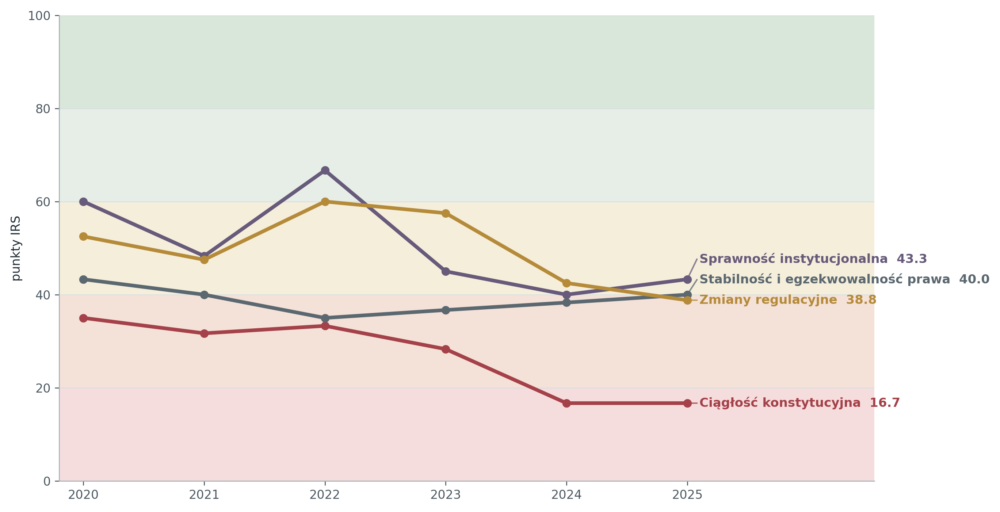 100
80
60
40
20
0
punkty IRS
Sprawność instytucjonalna 43.3
Stabilność i egzekwowalność prawa 40.0
Zmiany regulacyjne 38.8
Ciągłość konstytucyjna 16.7
2020 2021 2022 2023 2024 2025